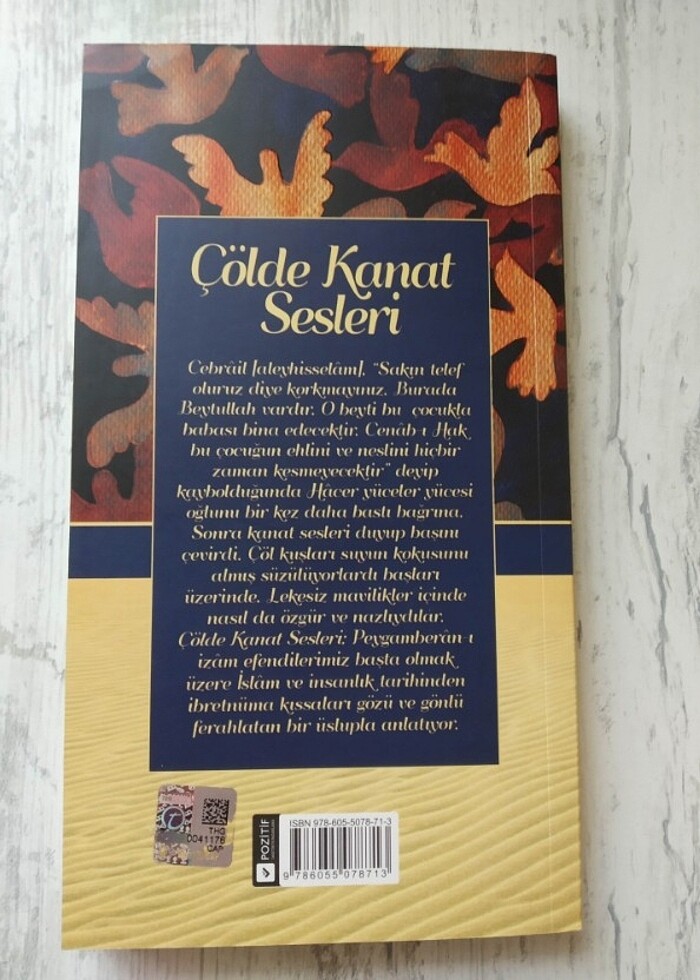 Çölde Kanat
Sesleri
Cebrâil [aleyhisselâm], “Sakın telef
oluruz diye korkmayınız. Burada
Beytullah vardır. O beyti bu çocukla
babası bina edecektir. Cenâb-ı Hak
bu çocuğun ehlini ve neslini hiçbir
zaman kesmeyecektir” deyip
kaybolduğunda Hâcer yüceler yücesi
oğlunu bir kez daha bastı bağrına.
Sonra kanat sesleri duyup başını
çevirdi. Çöl kuşları suyun kokusunu
almış süzülüyorlardı başları
üzerinde. Lekesiz mavilikler içinde
nasıl da özgür ve nazlıydılar.
Çölde Kanat Sesleri; Peygamberân-ı
izâm efendilerimiz başta olmak
üzere İslâm ve insanlık tarihinden
ibretnüma kıssaları gözü ve gönlü
ferahlatan bir üslupla anlatıyor.
THG
0041176
CAP
POZİTİF
ISBN 978-605-5078-71-3
9 786055 078713